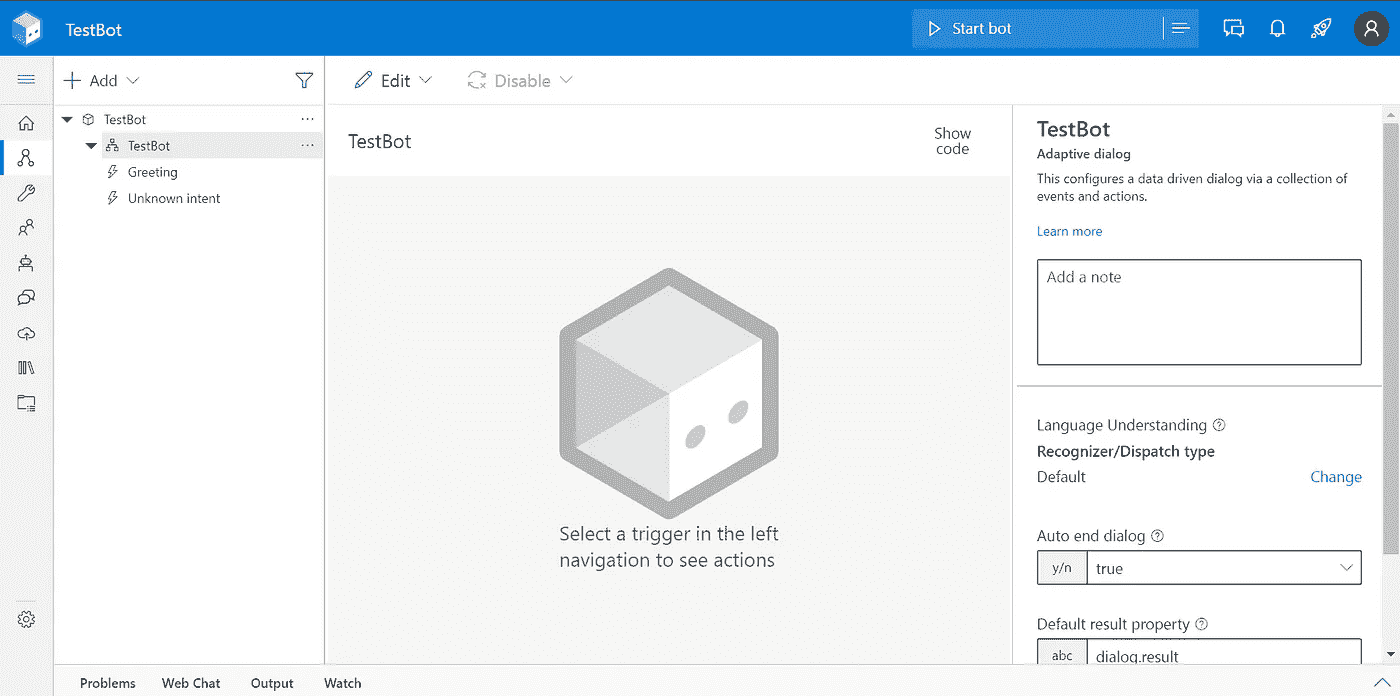 TestBot
Start bot
Add
Edit
Disable
TestBot
TestBot
Greeting
Unknown intent
TestBot
Show
code
Select a trigger in the left
navigation to see actions
TestBot
Adaptive dialog
This configures a data driven dialog via a collection of
events and actions.
Learn more
Add a note
Language Understanding
Recognizer/Dispatch type
Default
Change
Auto end dialog
y/n true
Default result property
abc dialog.result
Problems Web Chat Output Watch